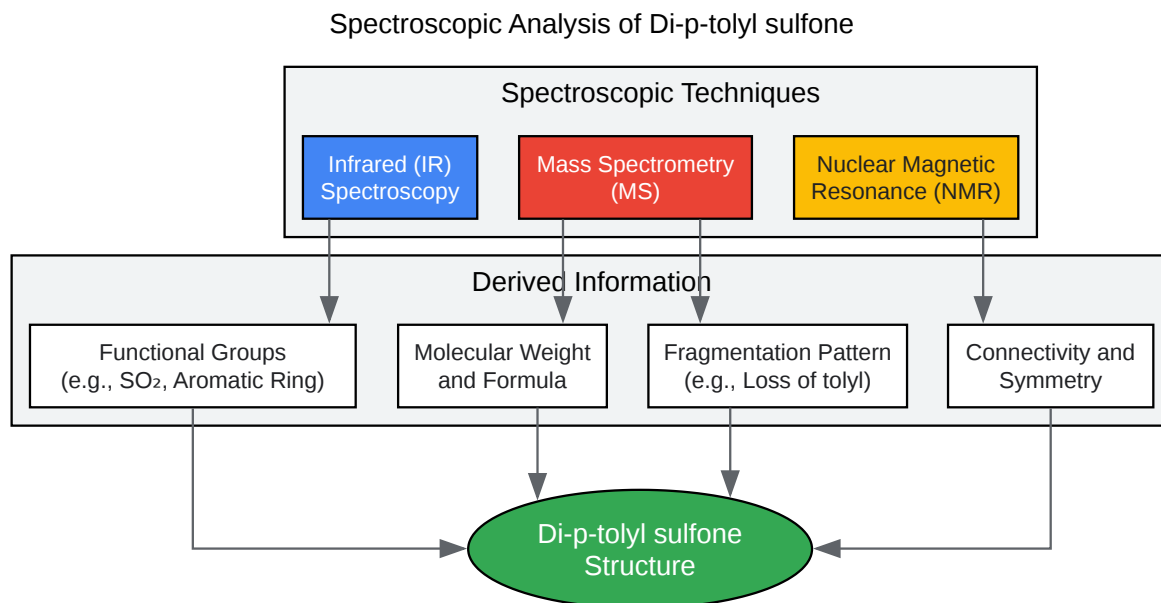 Spectroscopic Analysis of Di-p-tolyl sulfone
Spectroscopic Techniques
Infrared (IR)
Spectroscopy
Mass Spectrometry
(MS)
Nuclear Magnetic
Resonance (NMR)
Derived Information
Functional Groups
(e.g., SO₂, Aromatic Ring)
Molecular Weight
and Formula
Fragmentation Pattern
(e.g., Loss of tolyl)
Connectivity and
Symmetry
Di-p-tolyl sulfone
Structure